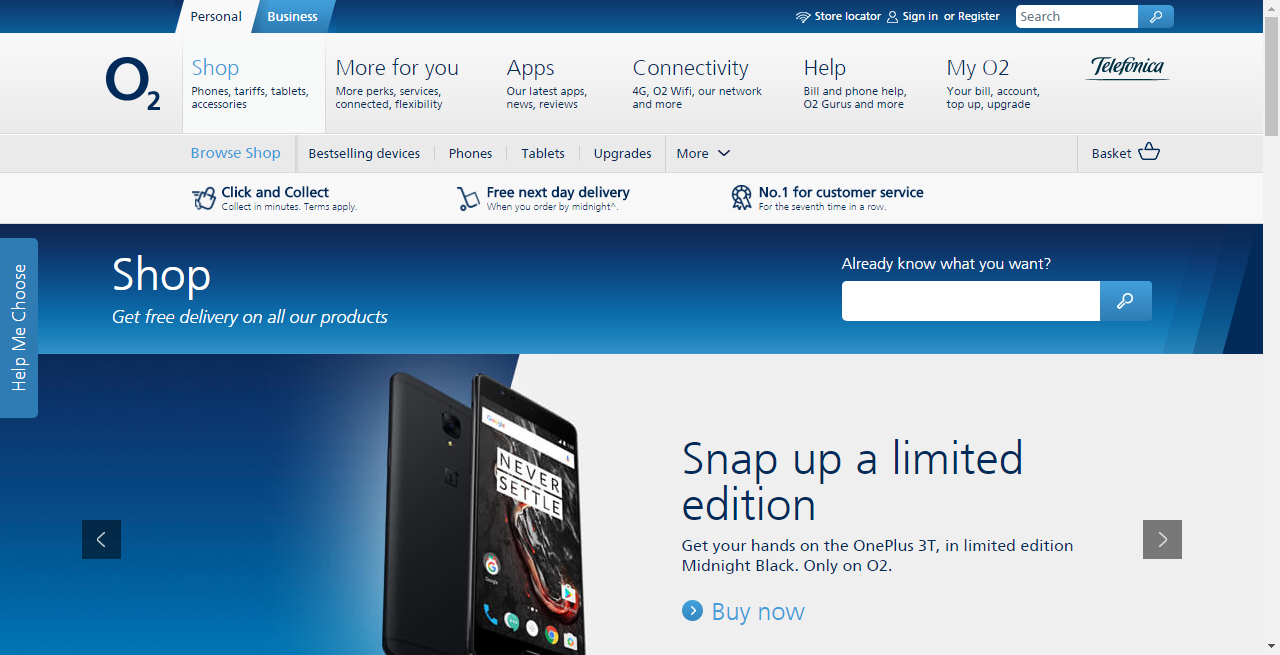 Personal
Business
Store locator
Sign in or Register
Search
O2
Shop
Phones, tariffs, tablets,
accessories
More for you
More perks, services,
connected, flexibility
Apps
Our latest apps,
news, reviews
Connectivity
4G, O2 Wifi, our network
and more
Help
Bill and phone help,
O2 Gurus and more
My O2
Your bill, account,
top up, upgrade
Telefónica
Browse Shop
Bestselling devices
Phones
Tablets
Upgrades
More
Basket
Click and Collect
Collect in minutes. Terms apply.
Free next day delivery
When you order by midnight^.
No.1 for customer service
For the seventh time in a row.
Help Me Choose
Shop
Get free delivery on all our products
Already know what you want?
Google
NEVER
SETTLE
Snap up a limited
edition
Get your hands on the OnePlus 3T, in limited edition
Midnight Black. Only on O2.
Buy now